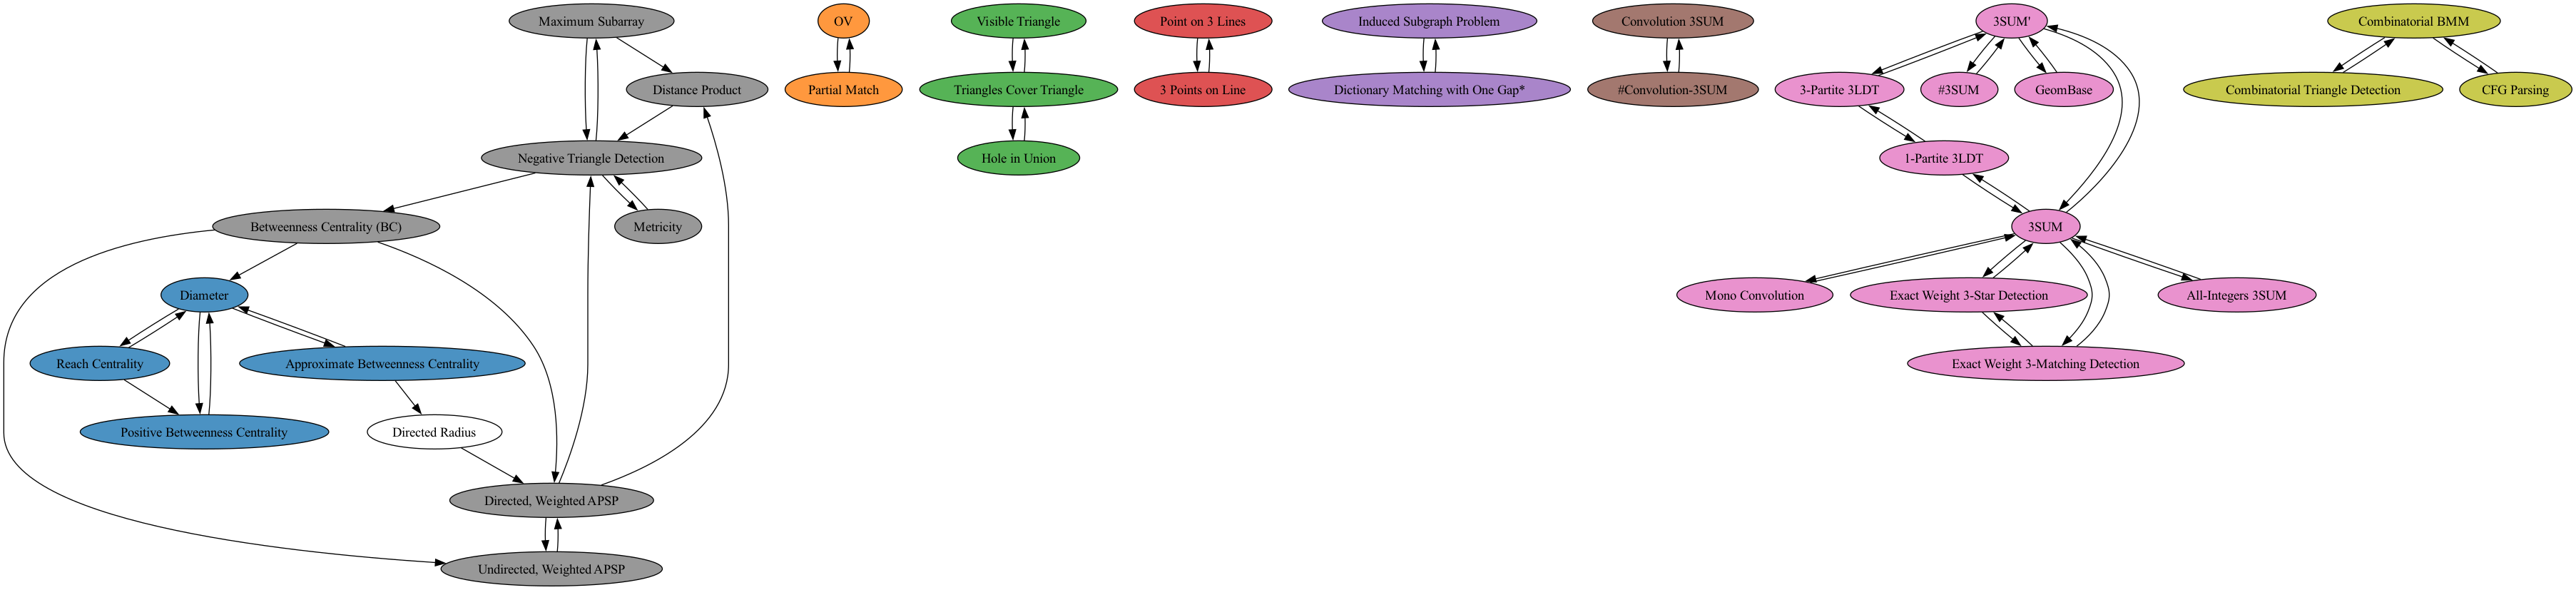 Maximum Subarray
OV
Visible Triangle
Point on 3 Lines
Induced Subgraph Problem
Convolution 3SUM
3SUM'
Combinatorial BMM
Distance Product
Partial Match
Triangles Cover Triangle
3 Points on Line
Dictionary Matching with One Gap*
#Convolution-3SUM
3-Partite 3LDT
#3SUM
GeomBase
Combinatorial Triangle Detection
CFG Parsing
Negative Triangle Detection
Hole in Union
1-Partite 3LDT
Betweenness Centrality (BC)
Metricity
3SUM
Diameter
Mono Convolution
Exact Weight 3-Star Detection
All-Integers 3SUM
Reach Centrality
Approximate Betweenness Centrality
Exact Weight 3-Matching Detection
Positive Betweenness Centrality
Directed Radius
Directed, Weighted APSP
Undirected, Weighted APSP